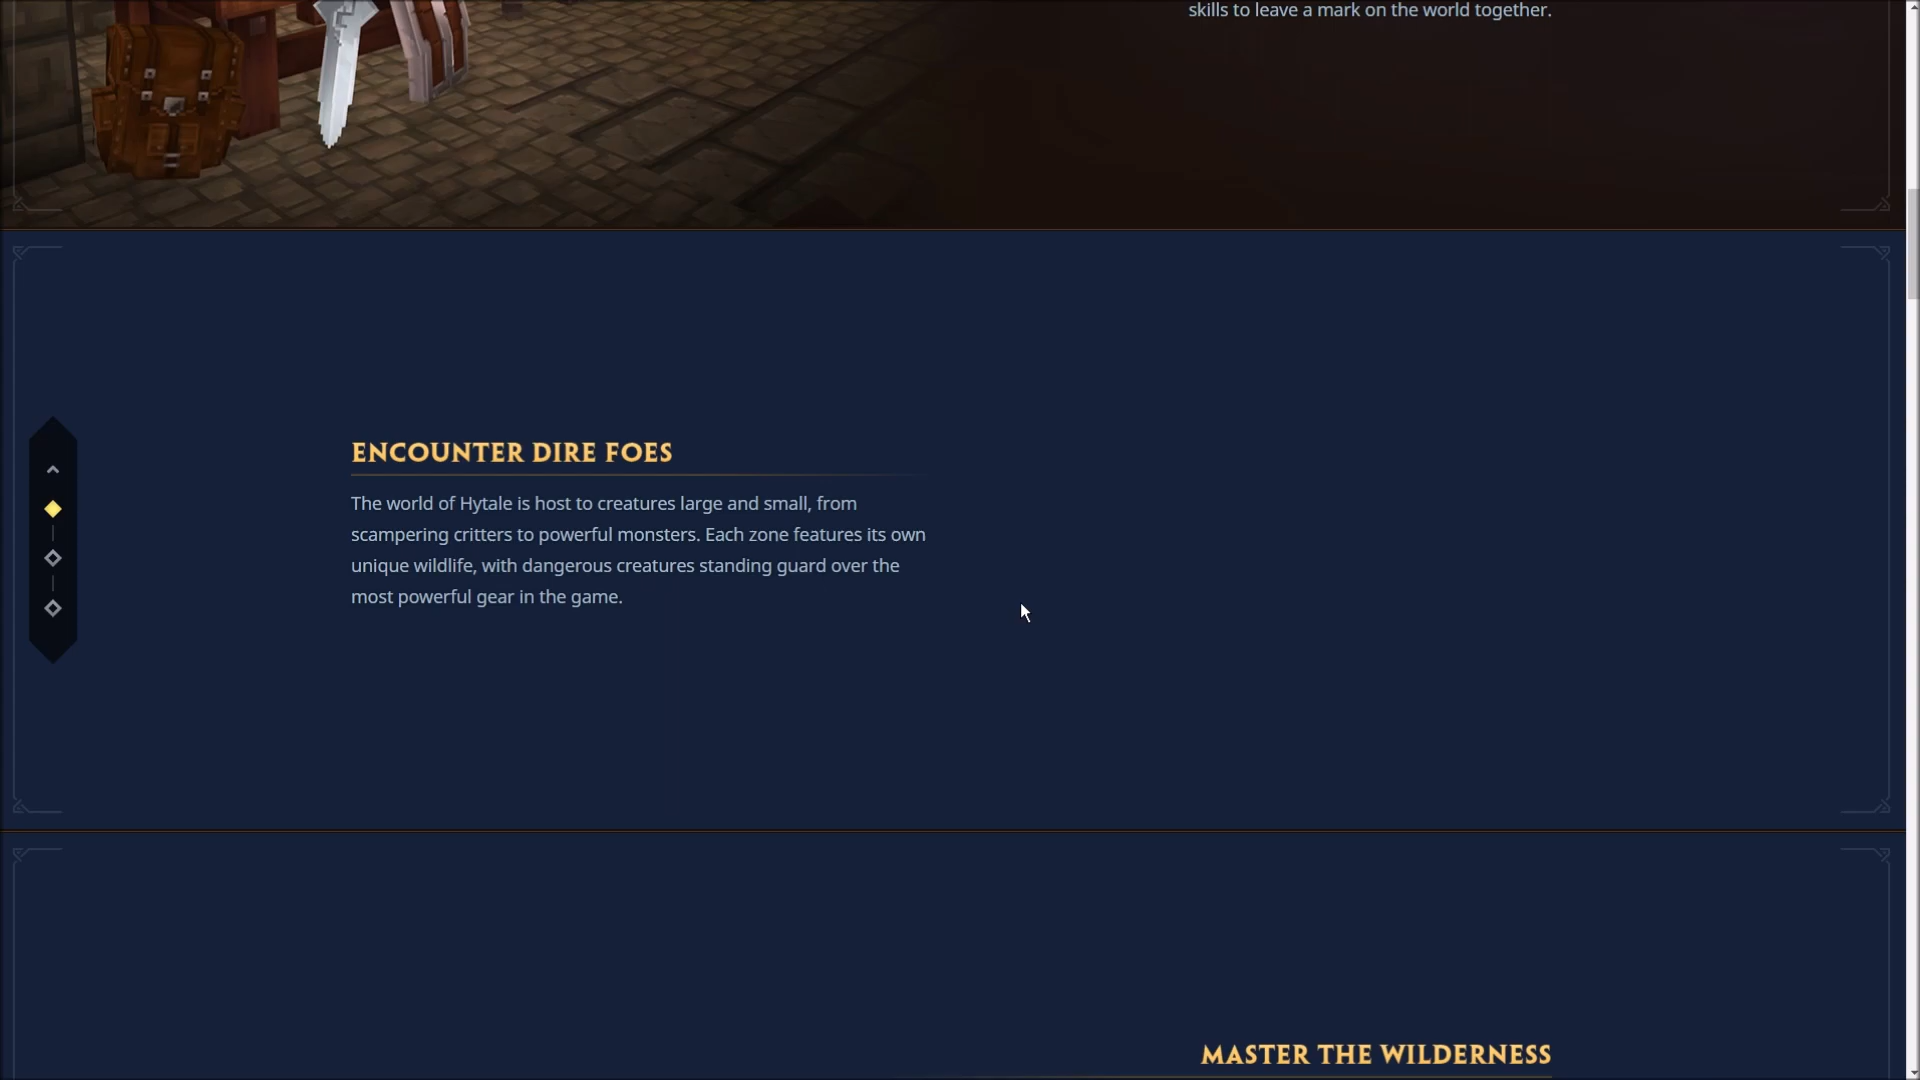 skills to leave a mark on the world together.
ENCOUNTER DIRE FOES
The world of Hytale is host to creatures large and small, from
scampering critters to powerful monsters. Each zone features its own
unique wildlife, with dangerous creatures standing guard over the
most powerful gear in the game.
MASTER THE WILDERNESS